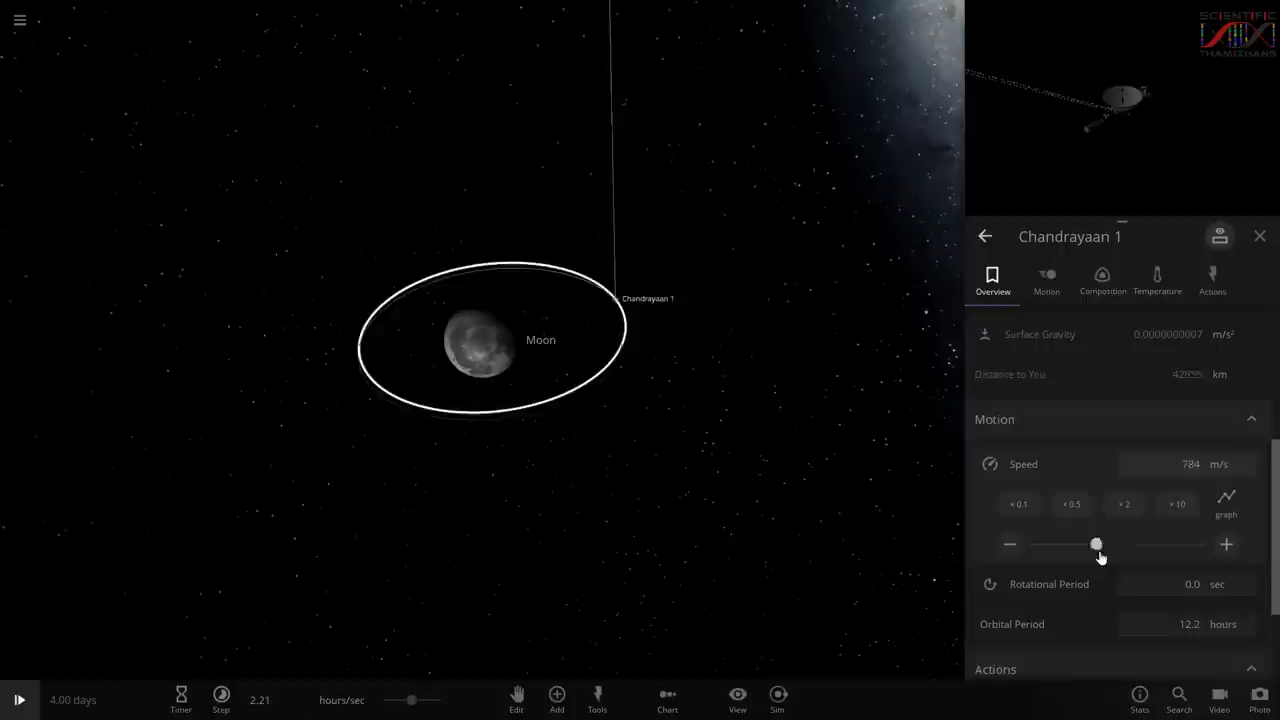 SCIENTIFIC
THAMIZHANS
Chandrayaan 1
Overview
Motion
Composition
Temperature
Actions
Surface Gravity 0.0000000007 m/s²
Distance to You km
Motion
Speed 784 m/s
× 0.1
× 0.5
× 2
× 10
graph
Rotational Period 0.0 sec
Orbital Period 12.2 hours
Actions
Chandrayaan 1
Moon
4.00 days
Timer
Step
2.21 hours/sec
Edit
Add
Tools
Chart
View
Sim
Stats
Search
Video
Photo